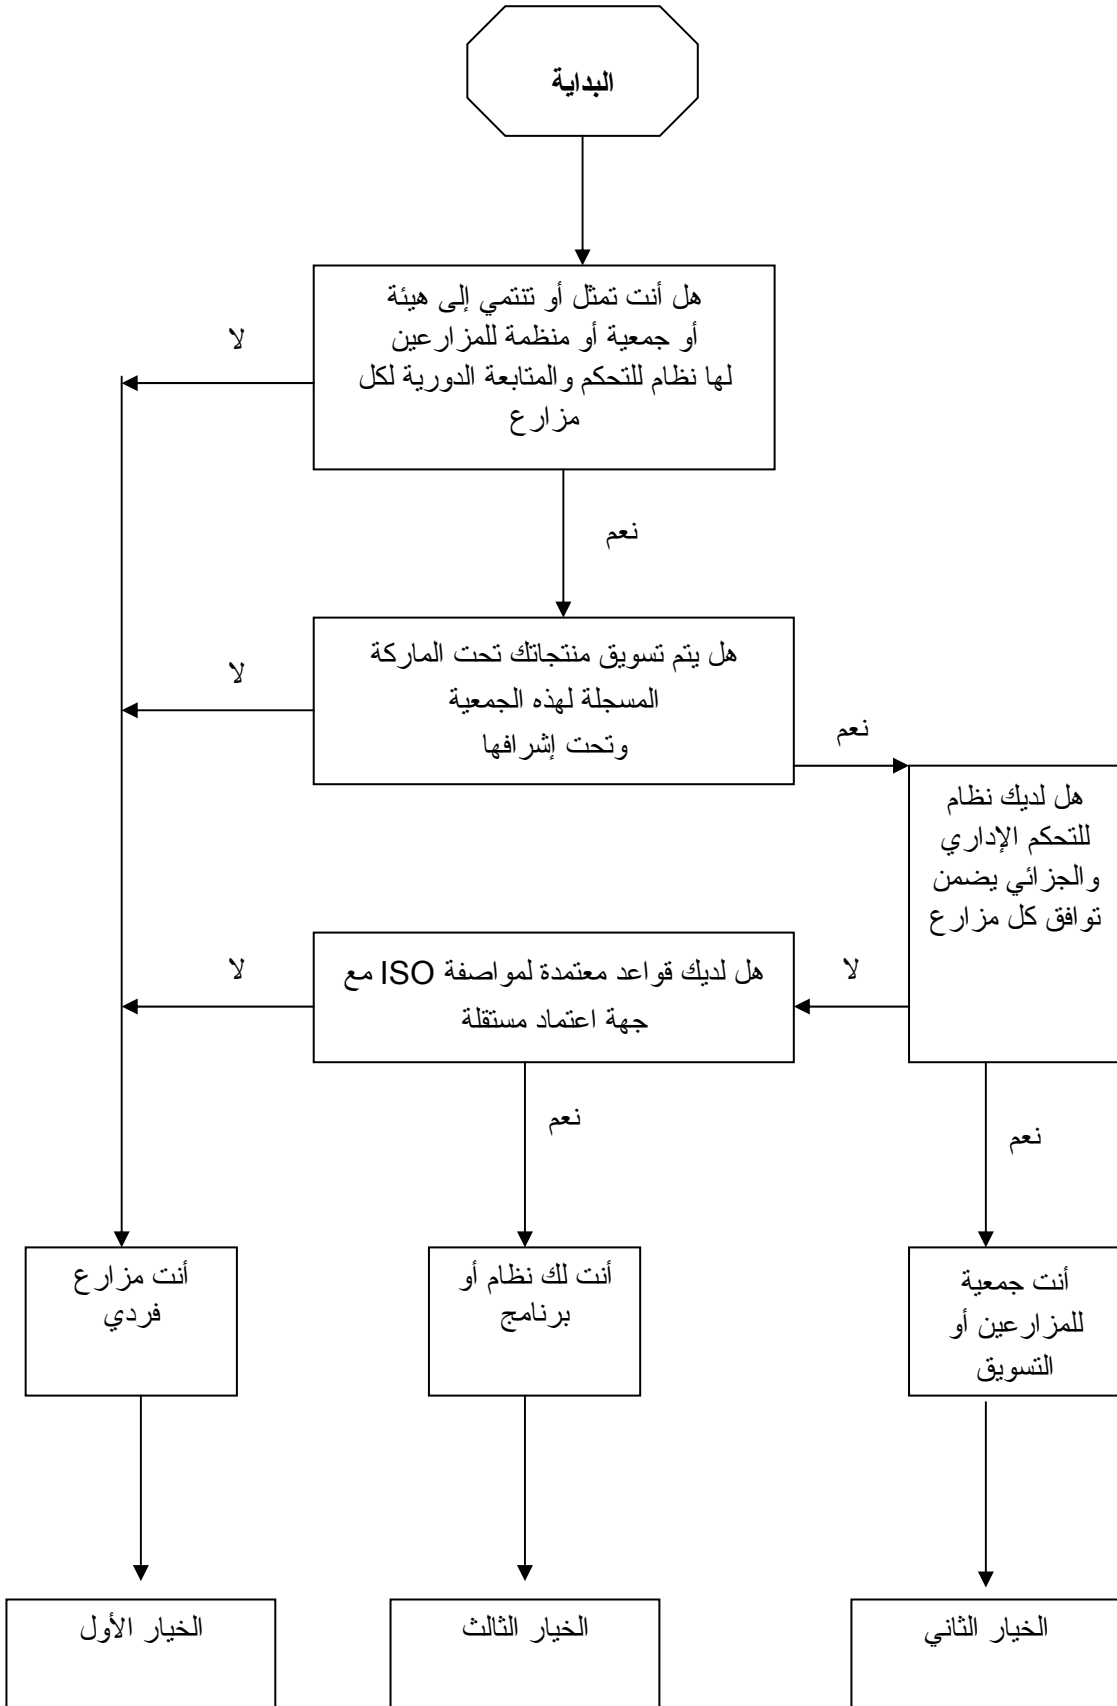 البداية
هل أنت تمثل أو تنتمي إلى هيئة
أو جمعية أو منظمة للمزارعين
لها نظام للتحكم والمتابعة الدورية لكل
مزارع
لا
نعم
هل يتم تسويق منتجاتك تحت الماركة
المسجلة لهذه الجمعية
وتحت إشرافها
لا
نعم
هل لديك نظام
للتحكم الإداري
والجزائي يضمن
توافق كل مزارع
لا
هل لديك قواعد معتمدة لمواصفة ISO مع
جهة اعتماد مستقلة
لا
نعم
نعم
أنت جمعية
للمزارعين أو
التسويق
أنت لك نظام أو
برنامج
أنت مزارع
فردي
الخيار الثاني
الخيار الثالث
الخيار الأول